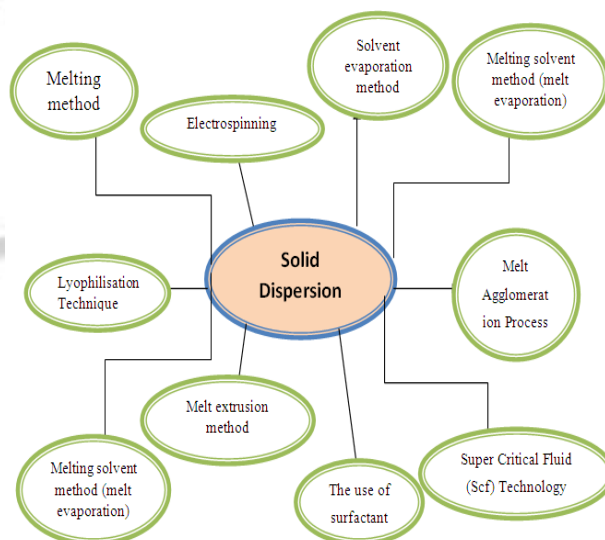 Solvent
evaporation
method
Melting solvent
method (melt
evaporation)
Melting
method
Electrospinning
Solid
Dispersion
Lyophilisation
Technique
Melt
Agglomerat
ion Process
Melt extrusion
method
Melting solvent
method (melt
evaporation)
The use of
surfactant
Super Critical Fluid
(Scf) Technology